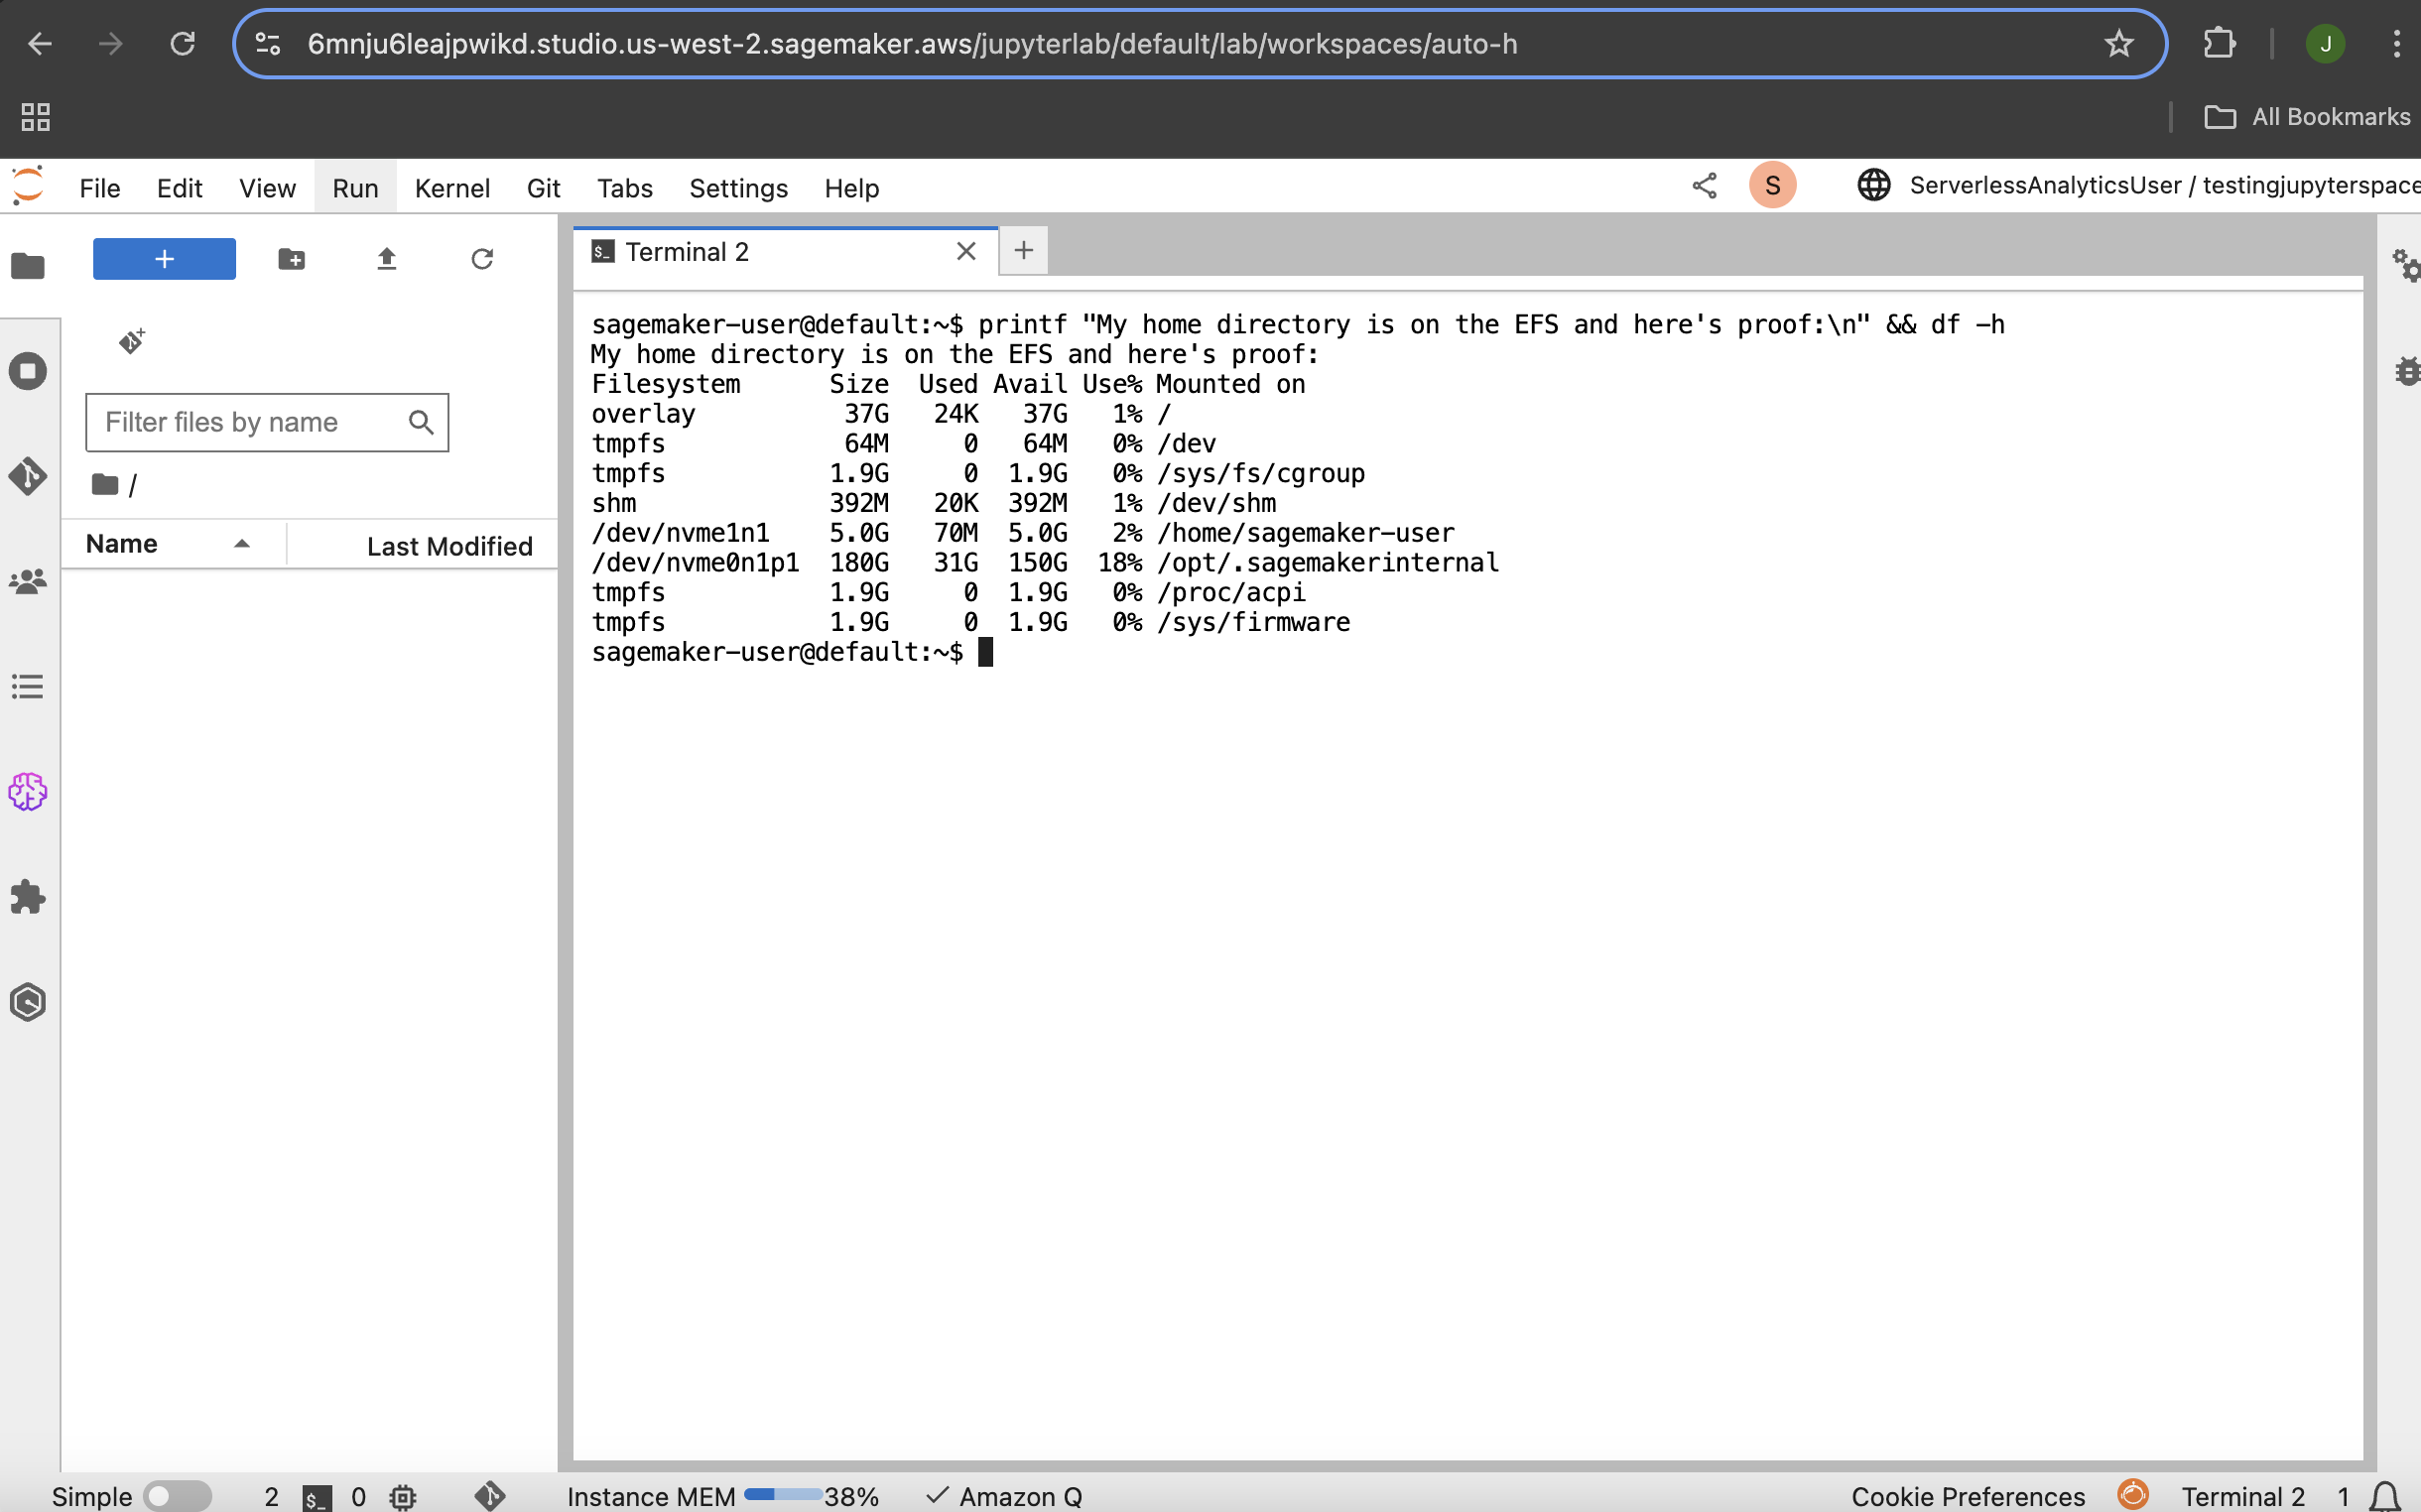 6mnju6leajpwikd.studio.us-west-2.sagemaker.aws/jupyterlab/default/lab/workspaces/auto-h
J
All Bookmarks
File Edit View Run Kernel Git Tabs Settings Help
S
ServerlessAnalyticsUser / testingjupyterspace
+
Terminal 2
Filter files by name
/
Name Last Modified
sagemaker-user@default:~$ printf "My home directory is on the EFS and here's proof:\n" && df -h
My home directory is on the EFS and here's proof:
Filesystem      Size  Used Avail Use% Mounted on
overlay          37G   24K   37G   1% /
tmpfs            64M     0   64M   0% /dev
tmpfs           1.9G     0  1.9G   0% /sys/fs/cgroup
shm             392M   20K  392M   1% /dev/shm
/dev/nvme1n1    5.0G   70M  5.0G   2% /home/sagemaker-user
/dev/nvme0n1p1  180G   31G  150G  18% /opt/.sagemakerinternal
tmpfs           1.9G     0  1.9G   0% /proc/acpi
tmpfs           1.9G     0  1.9G   0% /sys/firmware
sagemaker-user@default:~$
Simple 2 $_ 0 Instance MEM 38% Amazon Q Cookie Preferences Terminal 2 1